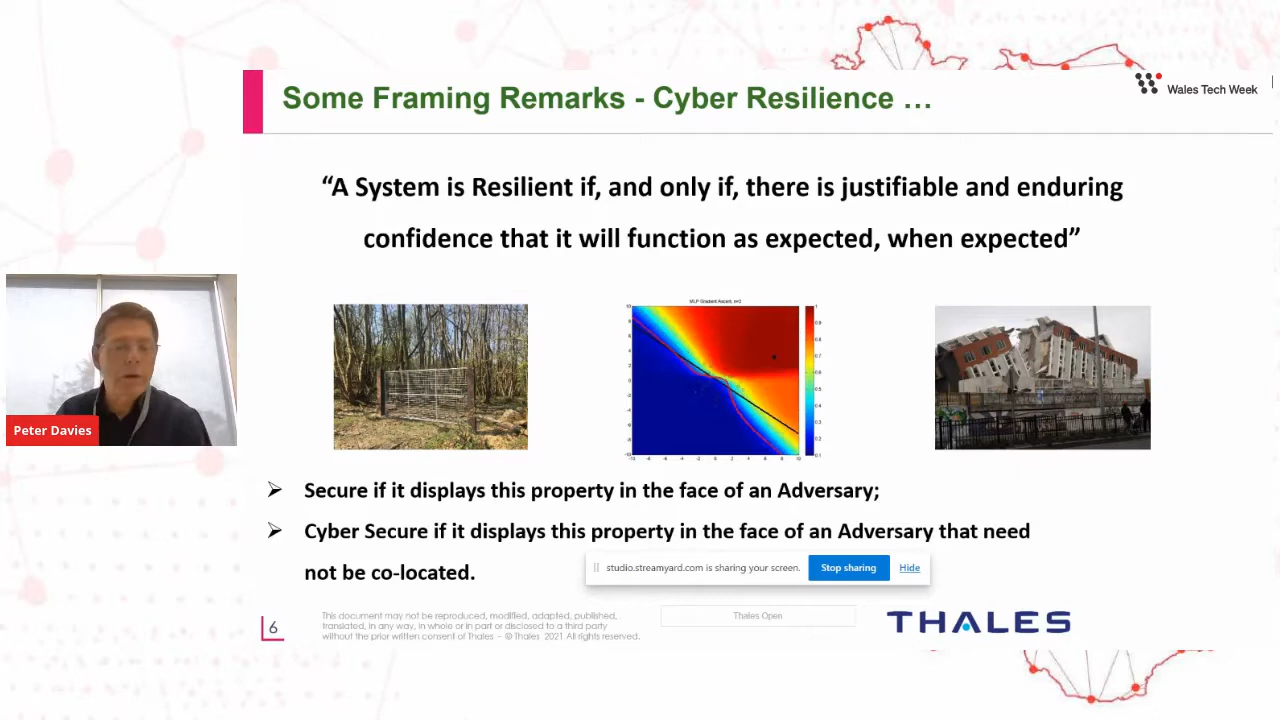 Some Framing Remarks - Cyber Resilience ...
Wales Tech Week
“A System is Resilient if, and only if, there is justifiable and enduring
confidence that it will function as expected, when expected”
Peter Davies
➢ Secure if it displays this property in the face of an Adversary;
➢ Cyber Secure if it displays this property in the face of an Adversary that need
not be co-located.
studio.streamyard.com is sharing your screen. Stop sharing Hide
6
This document may not be reproduced, modified, adapted, published,
translated, in any way, in whole or in part or disclosed to a third party
without the prior written consent of Thales - © Thales 2021 All rights reserved.
Thales Open
THALES